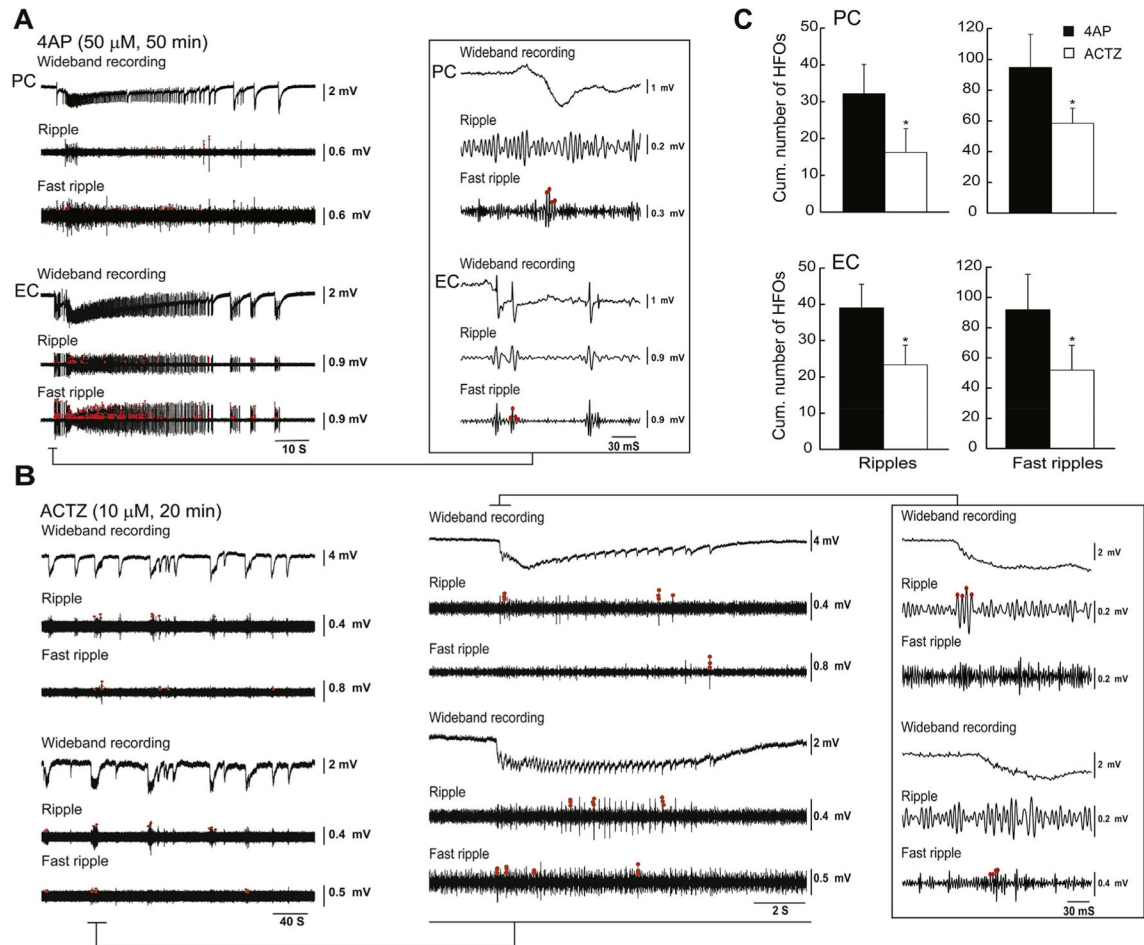 A
4AP (50 μM, 50 min)
Wideband recording
PC
2 mV
Ripple
0.6 mV
Fast ripple
0.6 mV
Wideband recording
EC
2 mV
Ripple
0.9 mV
Fast ripple
0.9 mV
10 S
Wideband recording
PC
1 mV
Ripple
0.2 mV
Fast ripple
0.3 mV
Wideband recording
EC
1 mV
Ripple
0.9 mV
Fast ripple
0.9 mV
30 mS
C
PC
Cum. number of HFOs
50
40
30
20
10
0
*
140
120
100
80
60
40
20
0
*
4AP
ACTZ
EC
Cum. number of HFOs
50
40
30
20
10
0
*
Ripples
120
100
80
60
40
20
0
*
Fast ripples
B
ACTZ (10 μM, 20 min)
Wideband recording
4 mV
Ripple
0.4 mV
Fast ripple
0.8 mV
Wideband recording
2 mV
Ripple
0.4 mV
Fast ripple
0.5 mV
40 S
Wideband recording
4 mV
Ripple
0.4 mV
Fast ripple
0.8 mV
Wideband recording
2 mV
Ripple
0.4 mV
Fast ripple
0.5 mV
2 S
Wideband recording
2 mV
Ripple
0.2 mV
Fast ripple
0.2 mV
Wideband recording
2 mV
Ripple
0.2 mV
Fast ripple
0.4 mV
30 mS